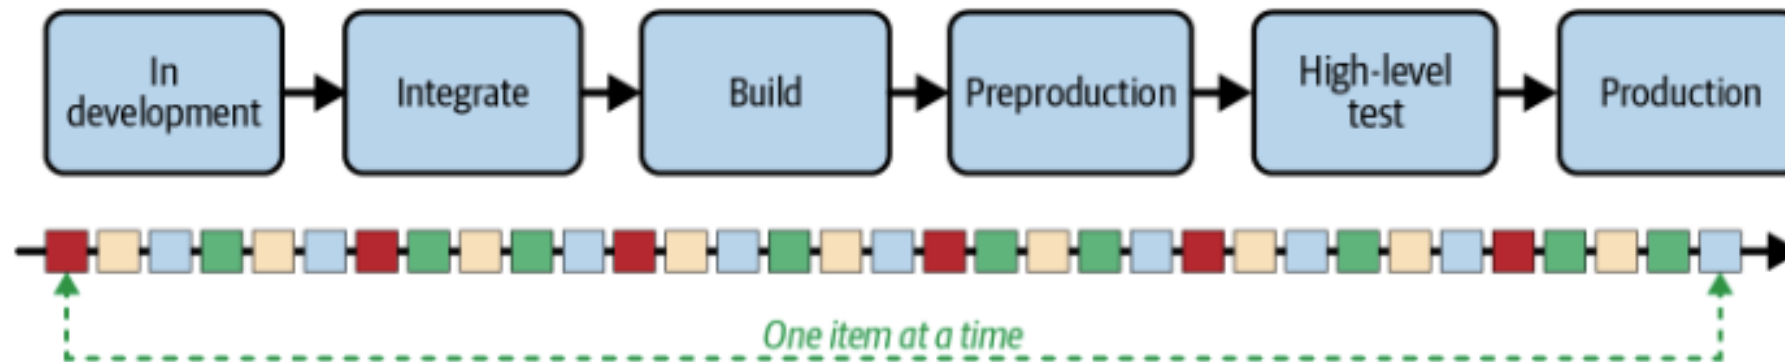 In
development
Integrate
Build
Preproduction
High-level
test
Production
One item at a time